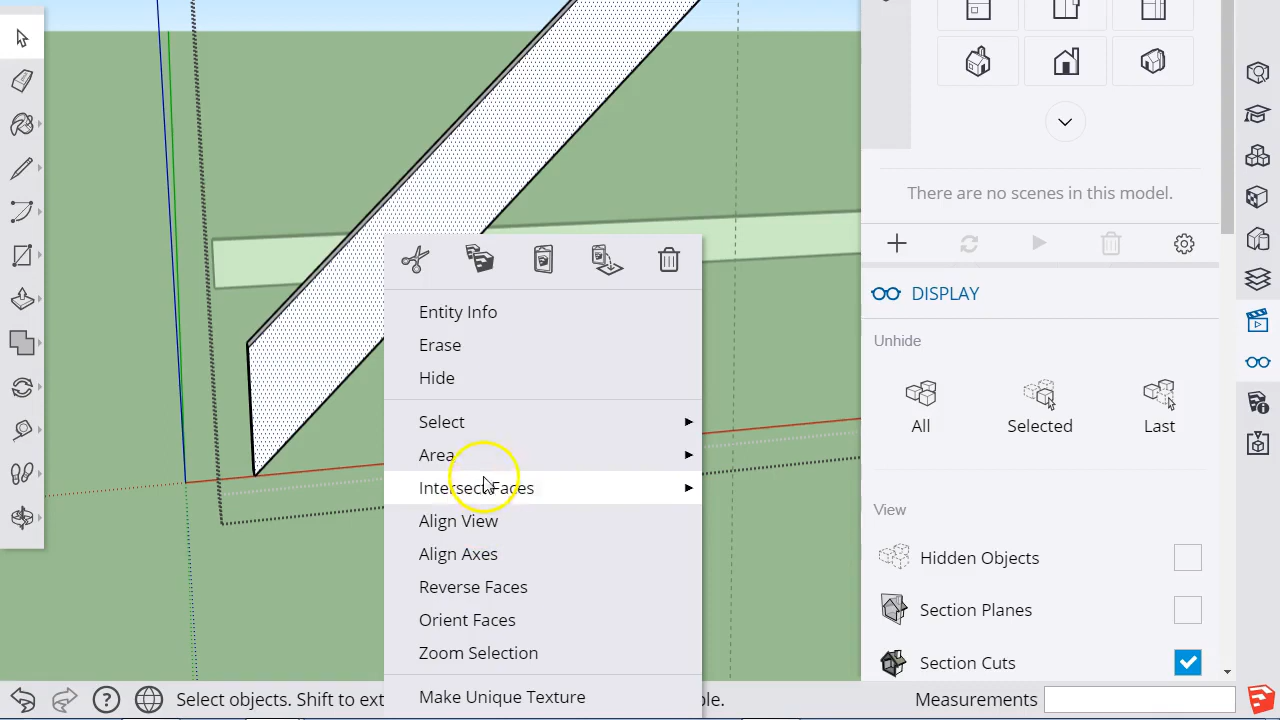 There are no scenes in this model.
DISPLAY
Unhide
All
Selected
Last
View
Hidden Objects
Section Planes
Section Cuts
Entity Info
Erase
Hide
Select
Area
Intersect Faces
Align View
Align Axes
Reverse Faces
Orient Faces
Zoom Selection
Make Unique Texture
Select objects. Shift to ext
ple.
Measurements